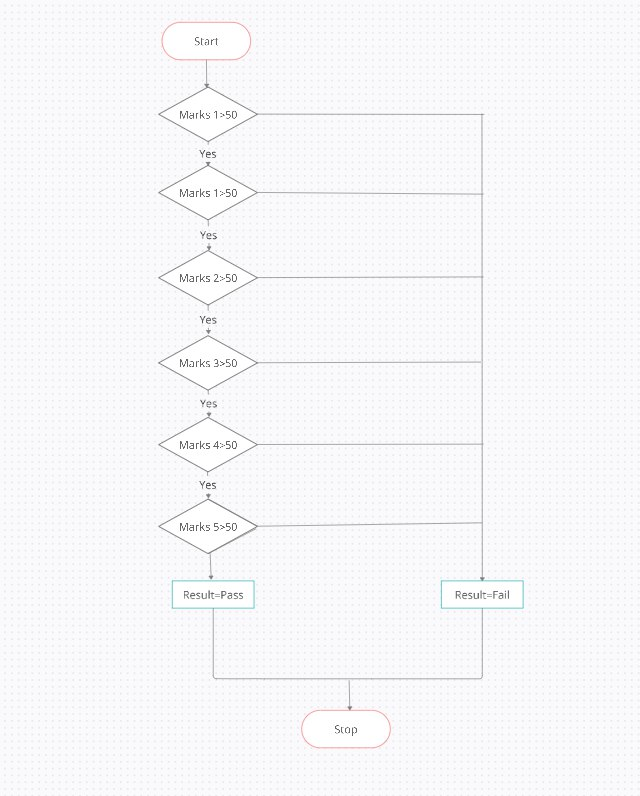 Start
Marks 1>50
Yes
Marks 1>50
Yes
Marks 2>50
Yes
Marks 3>50
Yes
Marks 4>50
Yes
Marks 5>50
Result=Pass
Result=Fail
Stop